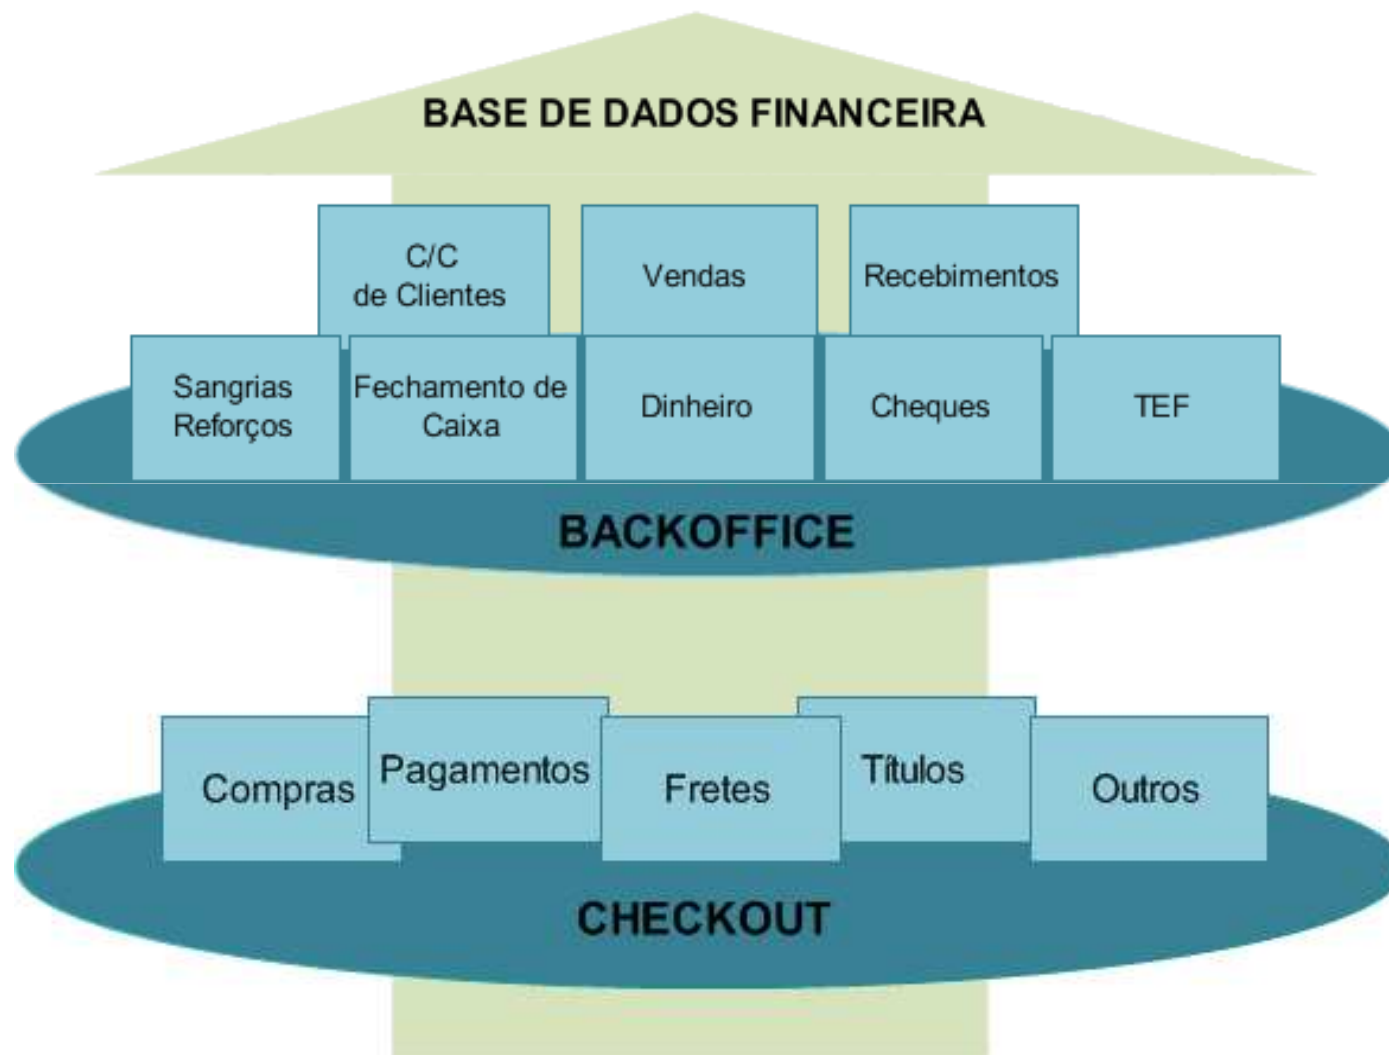 BASE DE DADOS FINANCEIRA
C/C
de Clientes
Vendas
Recebimentos
Sangrias
Reforços
Fechamento de
Caixa
Dinheiro
Cheques
TEF
BACKOFFICE
Compras
Pagamentos
Fretes
Títulos
Outros
CHECKOUT